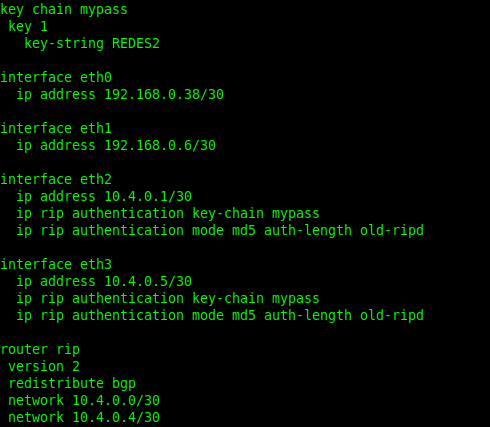 key chain mypass
key 1
key-string REDES2
interface eth0
ip address 192.168.0.38/30
interface eth1
ip address 192.168.0.6/30
interface eth2
ip address 10.4.0.1/30
ip rip authentication key-chain mypass
ip rip authentication mode md5 auth-length old-ripd
interface eth3
ip address 10.4.0.5/30
ip rip authentication key-chain mypass
ip rip authentication mode md5 auth-length old-ripd
router rip
version 2
redistribute bgp
network 10.4.0.0/30
network 10.4.0.4/30